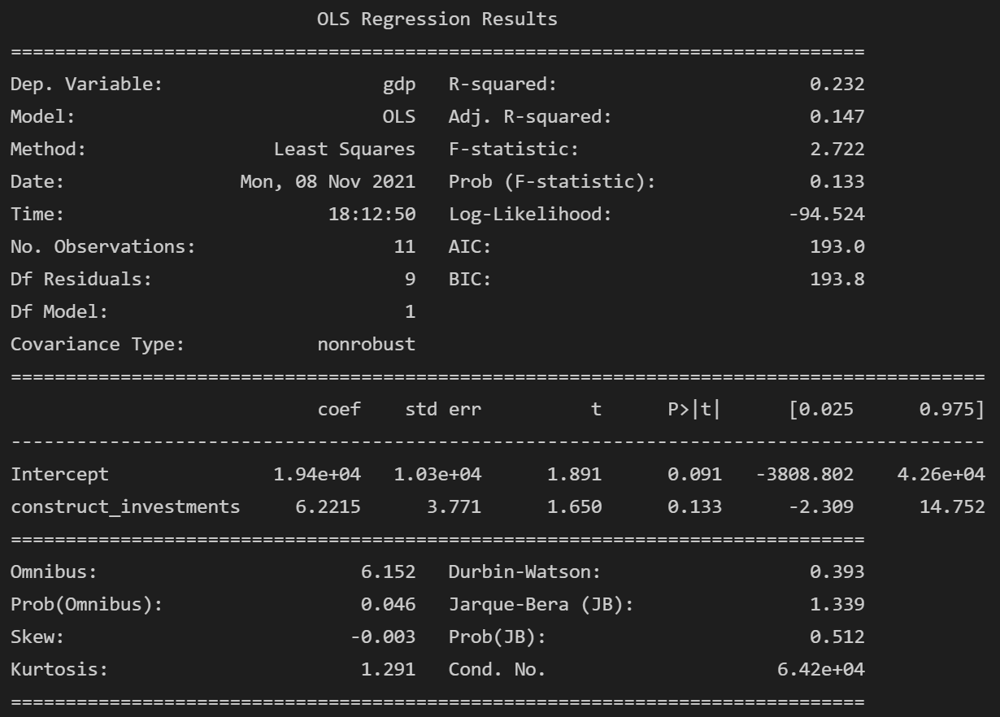 OLS Regression Results
==============================================================================
Dep. Variable:                    gdp   R-squared:                       0.232
Model:                            OLS   Adj. R-squared:                  0.147
Method:                 Least Squares   F-statistic:                     2.722
Date:                Mon, 08 Nov 2021   Prob (F-statistic):              0.133
Time:                        18:12:50   Log-Likelihood:                -94.524
No. Observations:                  11   AIC:                             193.0
Df Residuals:                       9   BIC:                             193.8
Df Model:                           1
Covariance Type:            nonrobust
=========================================================================================
                            coef    std err          t      P>|t|      [0.025      0.975]
-----------------------------------------------------------------------------------------
Intercept               1.94e+04   1.03e+04      1.891      0.091   -3808.802    4.26e+04
construct_investments     6.2215      3.771      1.650      0.133      -2.309      14.752
==============================================================================
Omnibus:                        6.152   Durbin-Watson:                   0.393
Prob(Omnibus):                  0.046   Jarque-Bera (JB):                1.339
Skew:                          -0.003   Prob(JB):                        0.512
Kurtosis:                       1.291   Cond. No.                     6.42e+04
==============================================================================